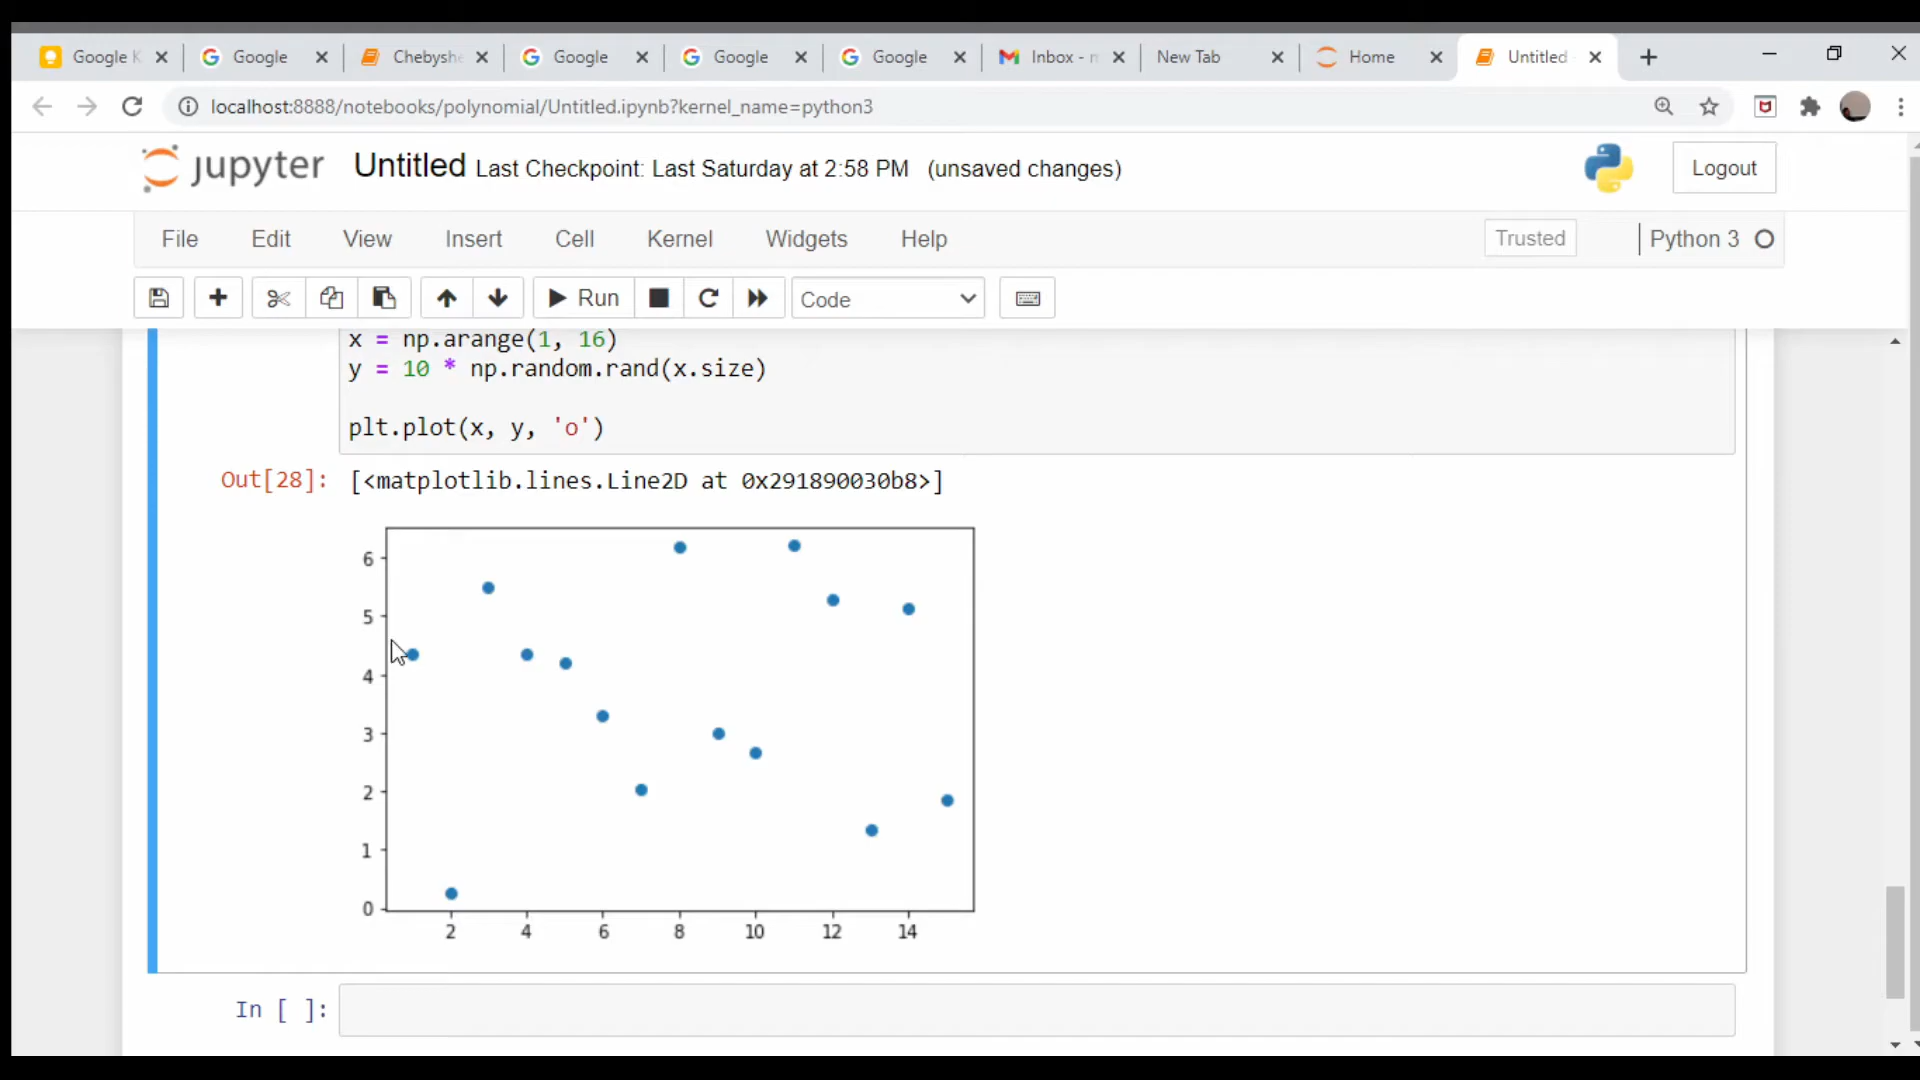 Google K
Google
Chebyshe
Google
Google
Google
Inbox - m
New Tab
Home
Untitled
localhost:8888/notebooks/polynomial/Untitled.ipynb?kernel_name=python3
jupyter Untitled Last Checkpoint: Last Saturday at 2:58 PM (unsaved changes)
Logout
File Edit View Insert Cell Kernel Widgets Help
Trusted
Python 3
Run
Code
x = np.arange(1, 16)
y = 10 * np.random.rand(x.size)
plt.plot(x, y, 'o')
Out[28]: [<matplotlib.lines.Line2D at 0x291890030b8>]
6
5
4
3
2
1
0
2 4 6 8 10 12 14
In [ ]: